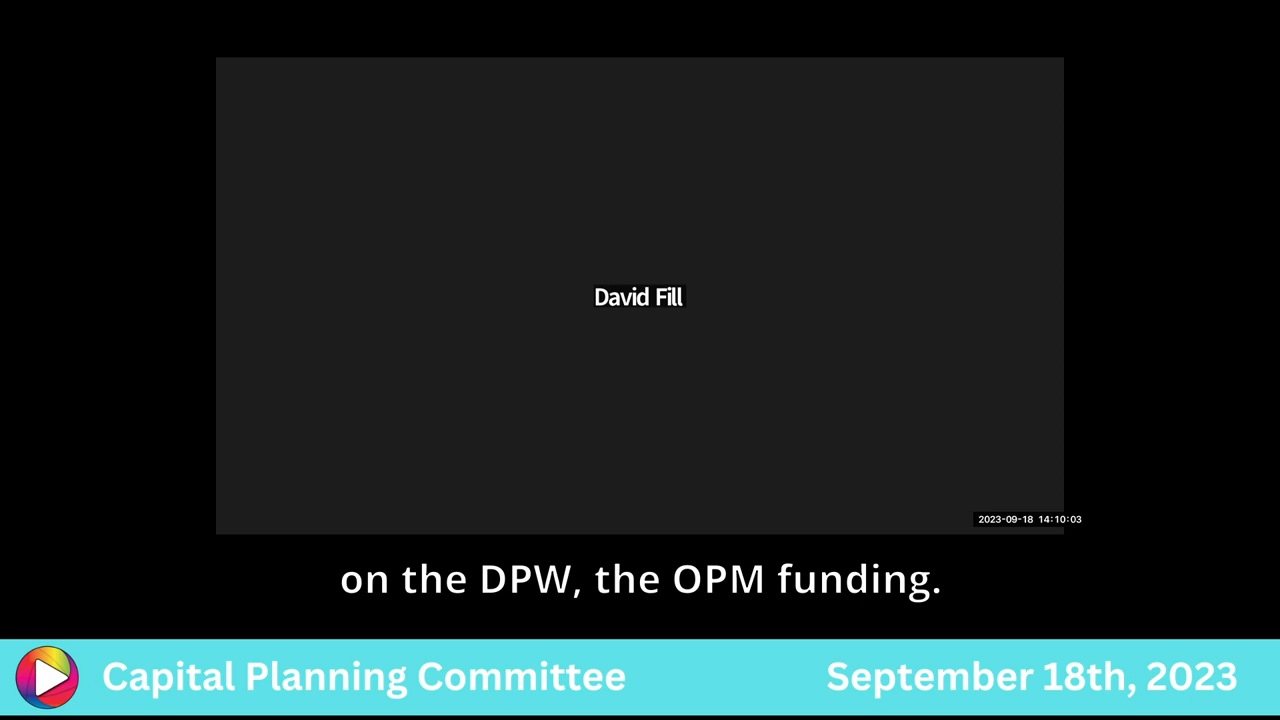 David Fill
2023-09-18 14:10:03
on the DPW, the OPM funding.
Capital Planning Committee
September 18th, 2023